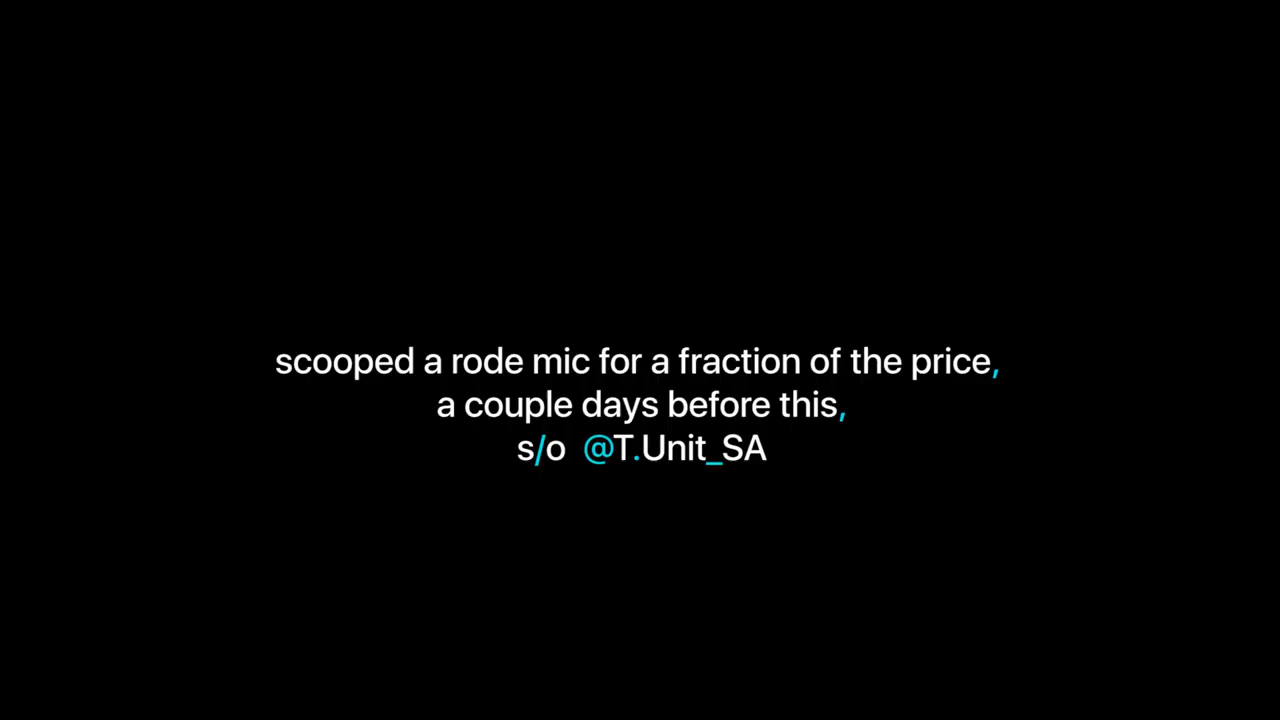 scooped a rode mic for a fraction of the price,
a couple days before this,
s/o @T.Unit_SA